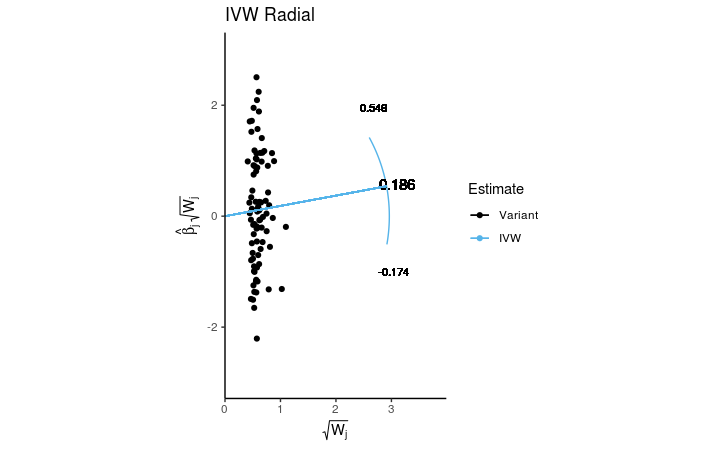 IVW Radial
0.548
2
0.186
Estimate
β̂ⱼ√Wⱼ
0
Variant
IVW
-0.174
-2
0
1
2
3
√Wⱼ